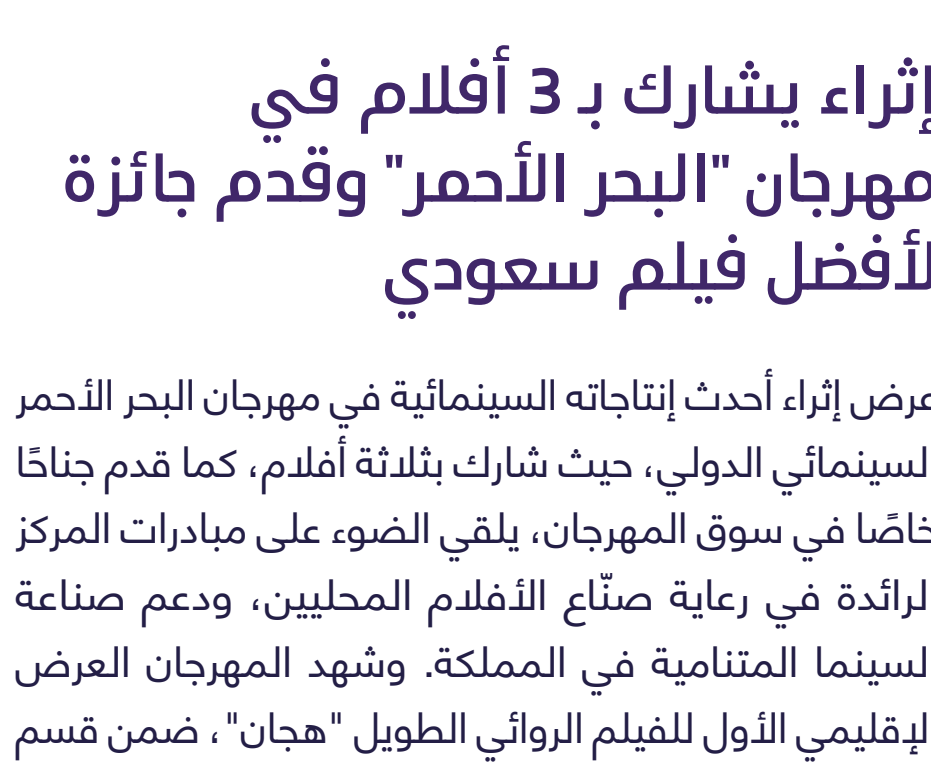 إثراء يشارك بـ 3 أفلام في
مهرجان "البحر الأحمر" وقدم جائزة
لأفضل فيلم سعودي
عرض إثراء أحدث إنتاجاته السينمائية في مهرجان البحر الأحمر
السينمائي الدولي، حيث شارك بثلاثة أفلام، كما قدم جناحًا
خاصًا في سوق المهرجان، يلقي الضوء على مبادرات المركز
الرائدة في رعاية صنّاع الأفلام المحليين، ودعم صناعة
السينما المتنامية في المملكة. وشهد المهرجان العرض
الإقليمي الأول للفيلم الروائي الطويل "هجان"، ضمن قسم